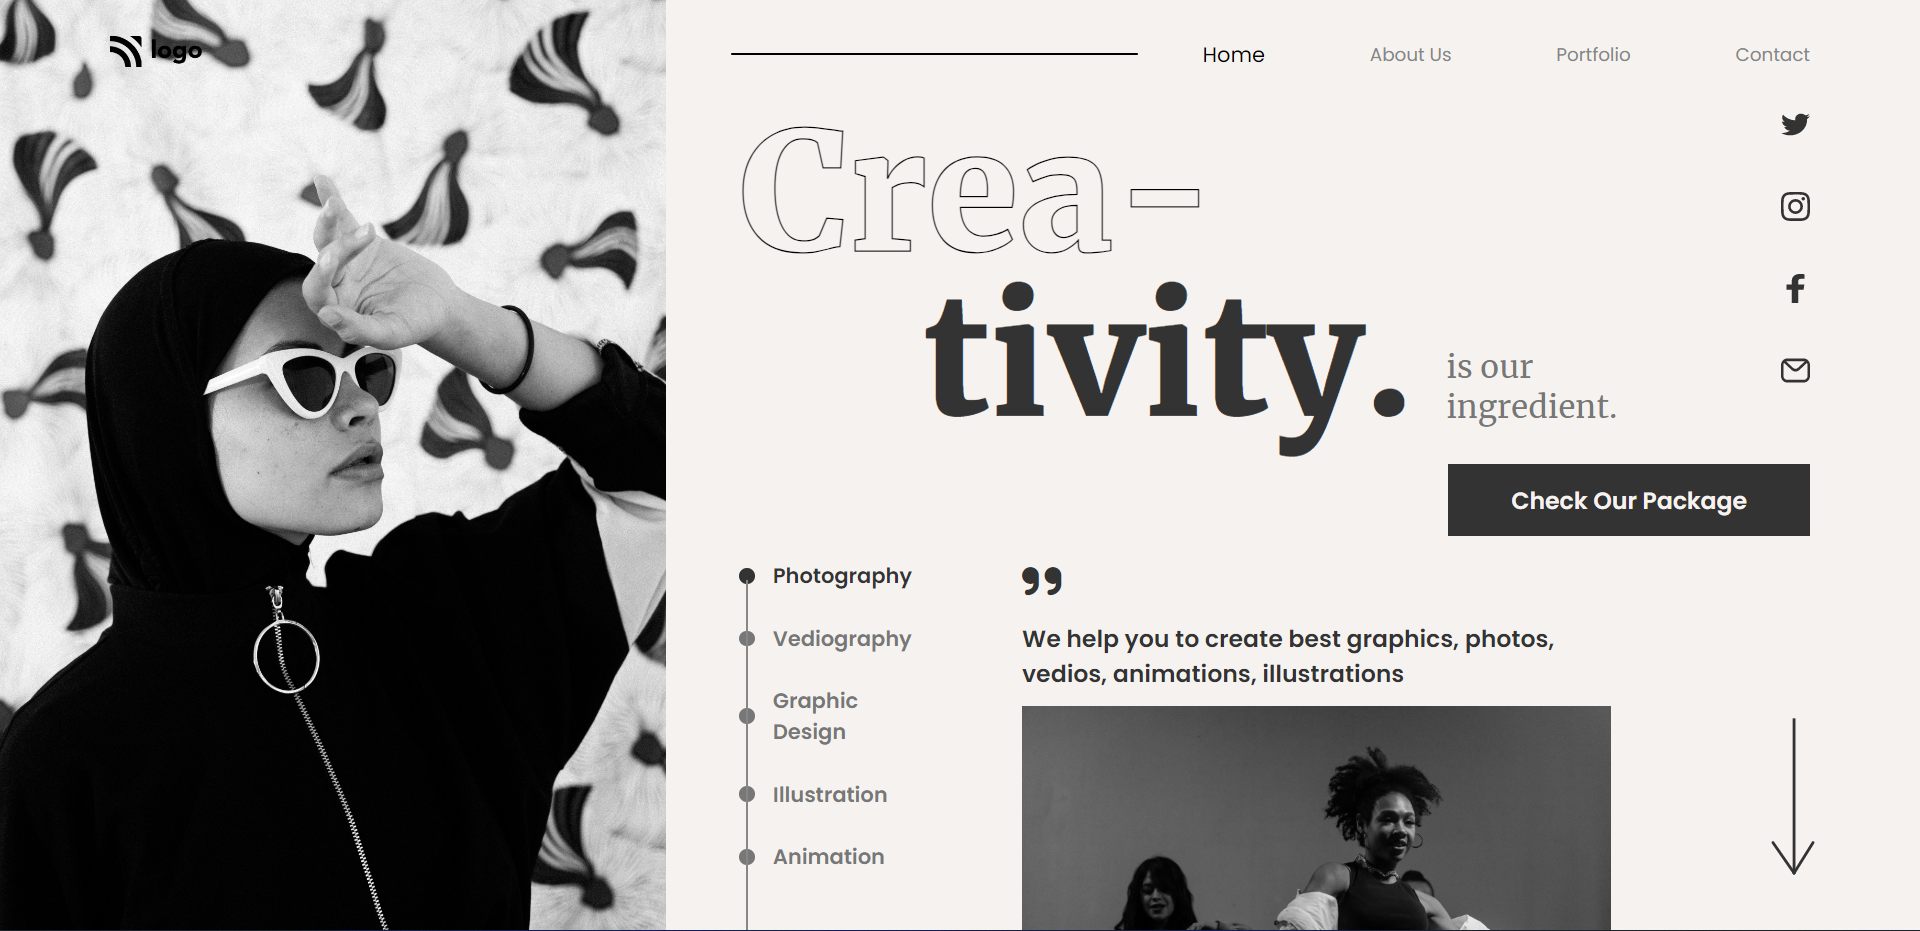 logo
Home
About Us
Portfolio
Contact
Crea-
tivity.
is our
ingredient.
Check Our Package
Photography
Vediography
Graphic
Design
Illustration
Animation
❟❟
We help you to create best graphics, photos,
vedios, animations, illustrations